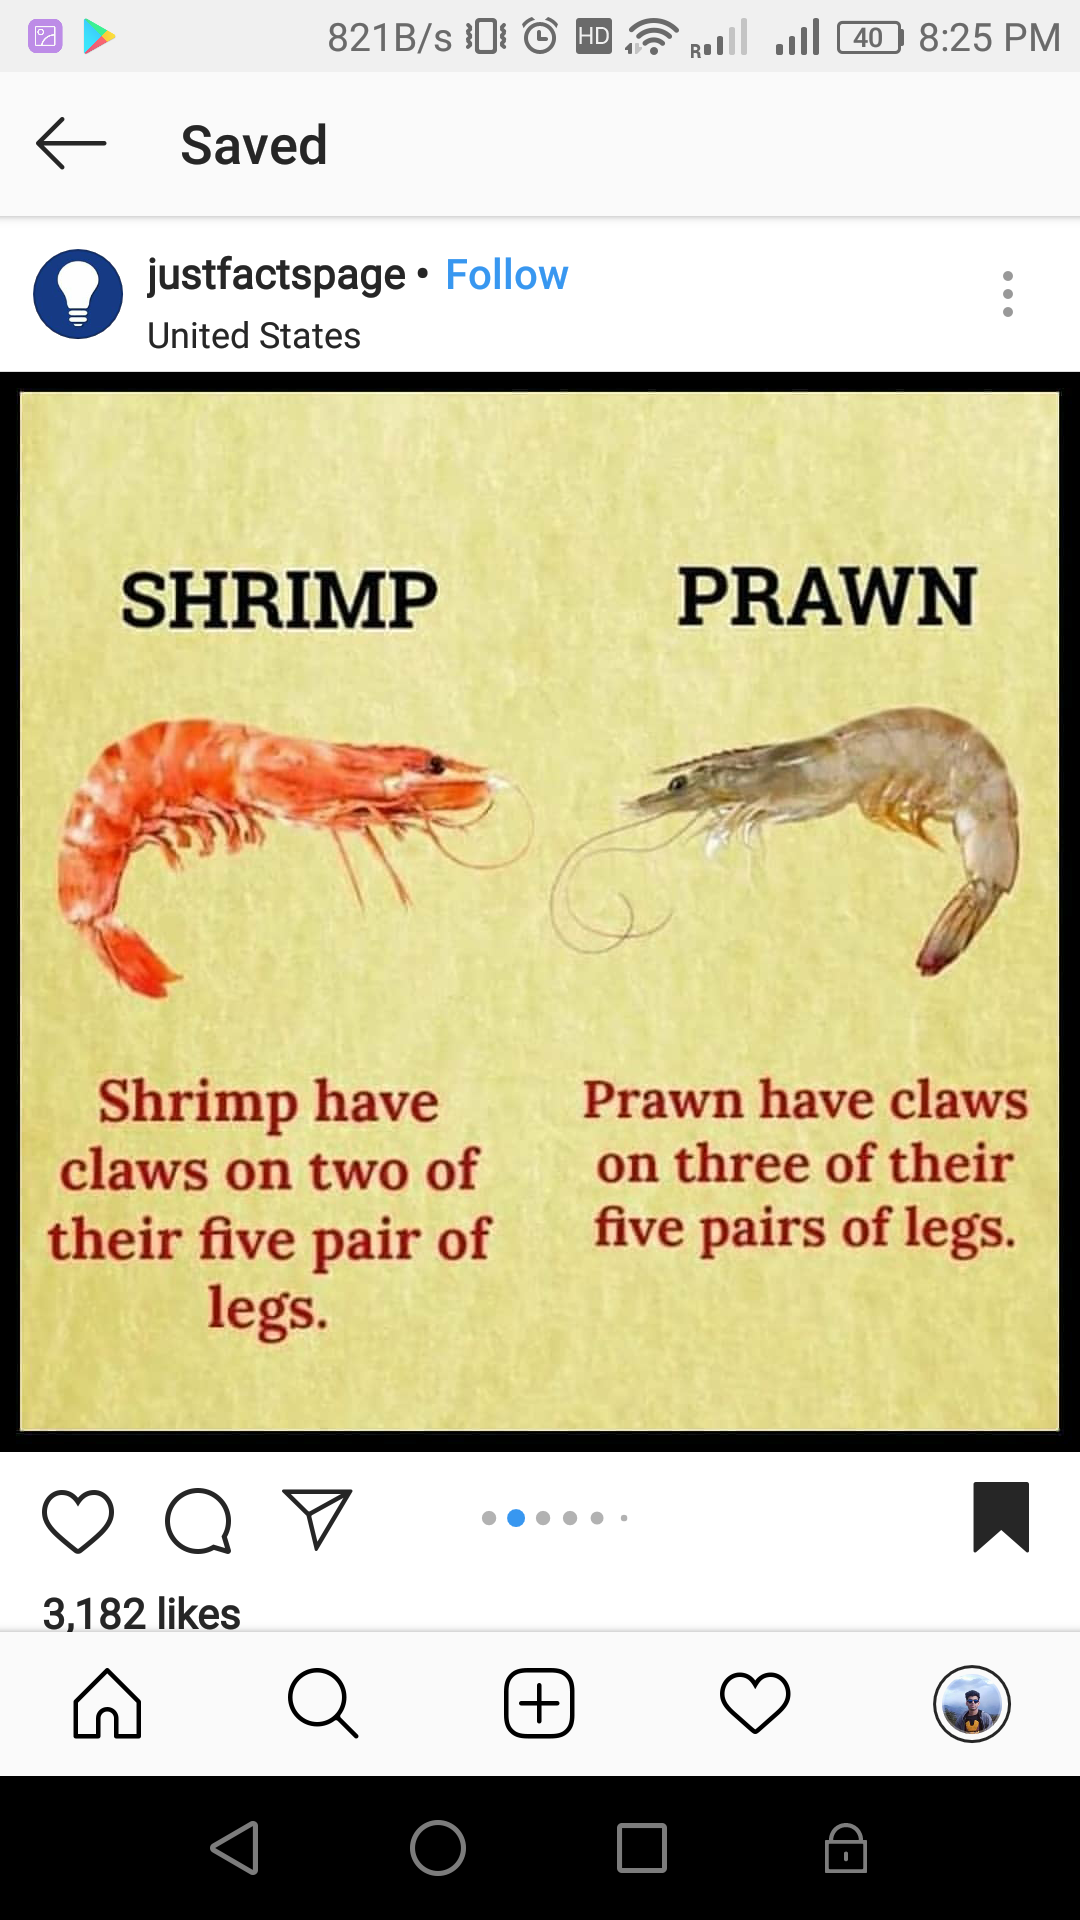 821B/s HD R 40 8:25 PM
Saved
justfactspage • Follow
United States
SHRIMP
PRAWN
Shrimp have
claws on two of
their five pair of
legs.
Prawn have claws
on three of their
five pairs of legs.
3,182 likes